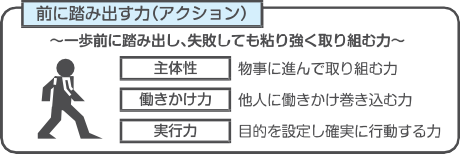 前に踏み出す力(アクション)
～一歩前に踏み出し、失敗しても粘り強く取り組む力～
主体性 物事に進んで取り組む力
働きかけ力 他人に働きかけ巻き込む力
実行力 目的を設定し確実に行動する力